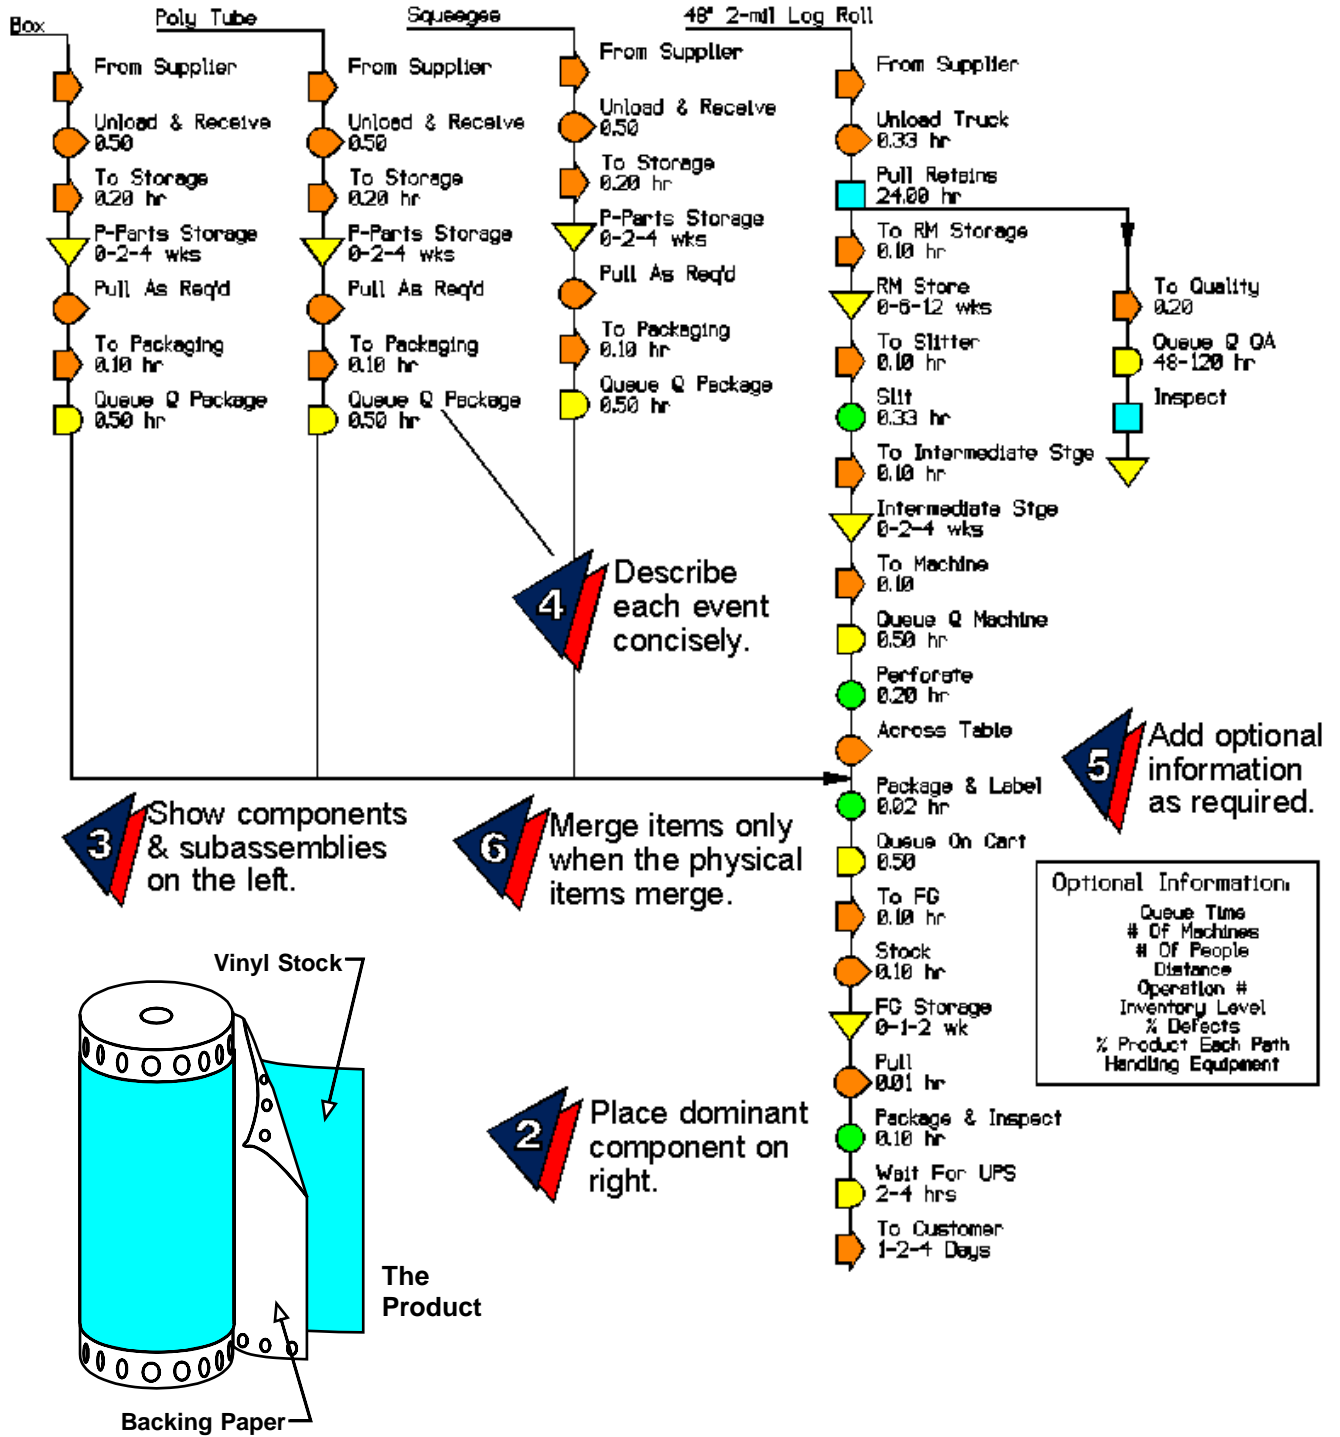 Box
From Supplier
Unload & Receive
0.50
To Storage
0.20 hr
P-Parts Storage
0-2-4 wks
Pull As Req'd
To Packaging
0.10 hr
Queue @ Package
0.50 hr
Poly Tube
From Supplier
Unload & Receive
0.50
To Storage
0.20 hr
P-Parts Storage
0-2-4 wks
Pull As Req'd
To Packaging
0.10 hr
Queue @ Package
0.50 hr
Squeegee
From Supplier
Unload & Receive
0.50
To Storage
0.20 hr
P-Parts Storage
0-2-4 wks
Pull As Req'd
To Packaging
0.10 hr
Queue @ Package
0.50 hr
48" 2-mil Log Roll
From Supplier
Unload Truck
0.33 hr
Pull Retains
24.00 hr
To RM Storage
0.10 hr
RM Store
0-6-12 wks
To Slitter
0.10 hr
Slit
0.33 hr
To Intermediate Stge
0.10 hr
Intermediate Stge
0-2-4 wks
To Machine
0.10
Queue @ Machine
0.50 hr
Perforate
0.20 hr
Across Table
Package & Label
0.02 hr
Queue On Cart
0.50
To FG
0.10 hr
Stock
0.10 hr
FG Storage
0-1-2 wk
Pull
0.01 hr
Package & Inspect
0.10 hr
Wait For UPS
2-4 hrs
To Customer
1-2-4 Days
To Quality
0.20
Queue @ QA
48-120 hr
Inspect
4
Describe
each event
concisely.
5
Add optional
information
as required.
3
Show components
& subassemblies
on the left.
6
Merge items only
when the physical
items merge.
Optional Information:
Queue Time
# Of Machines
# Of People
Distance
Operation #
Inventory Level
% Defects
% Product Each Path
Handling Equipment
2
Place dominant
component on
right.
Vinyl Stock
The
Product
Backing Paper